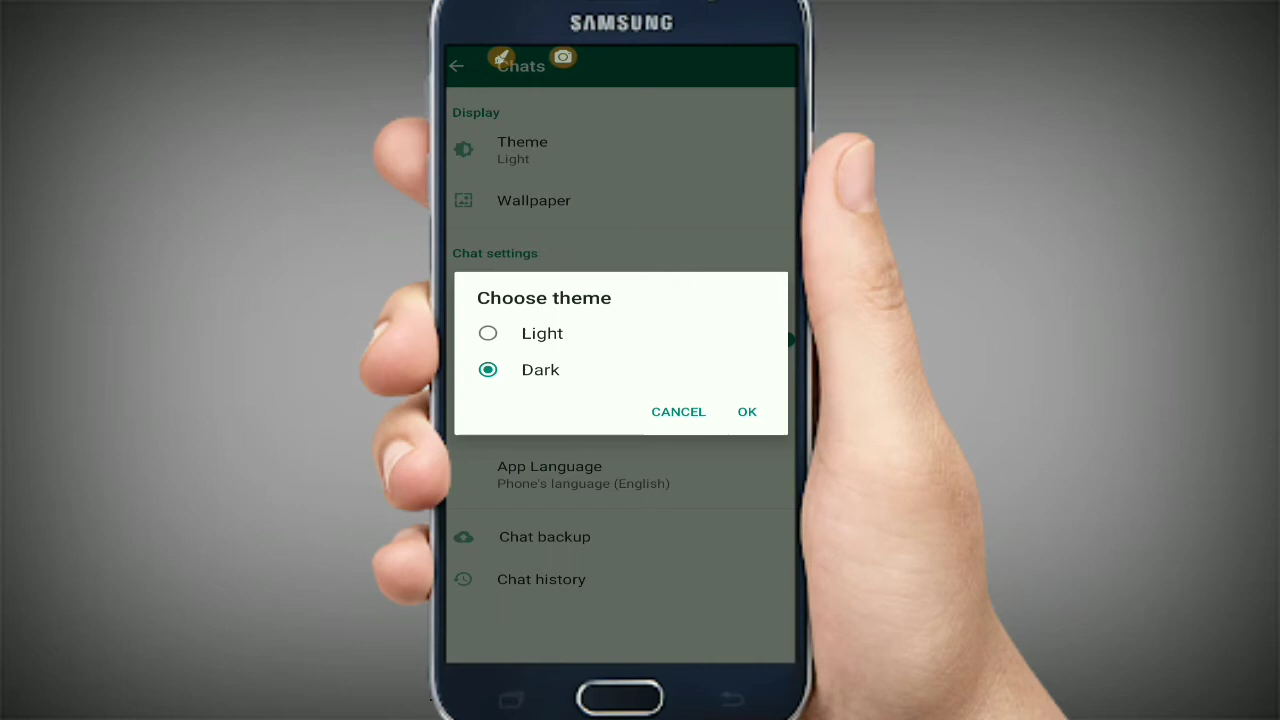 SAMSUNG
Chats
Display
Theme
Light
Wallpaper
Chat settings
Choose theme
Light
Dark
CANCEL OK
App Language
Phone's language (English)
Chat backup
Chat history